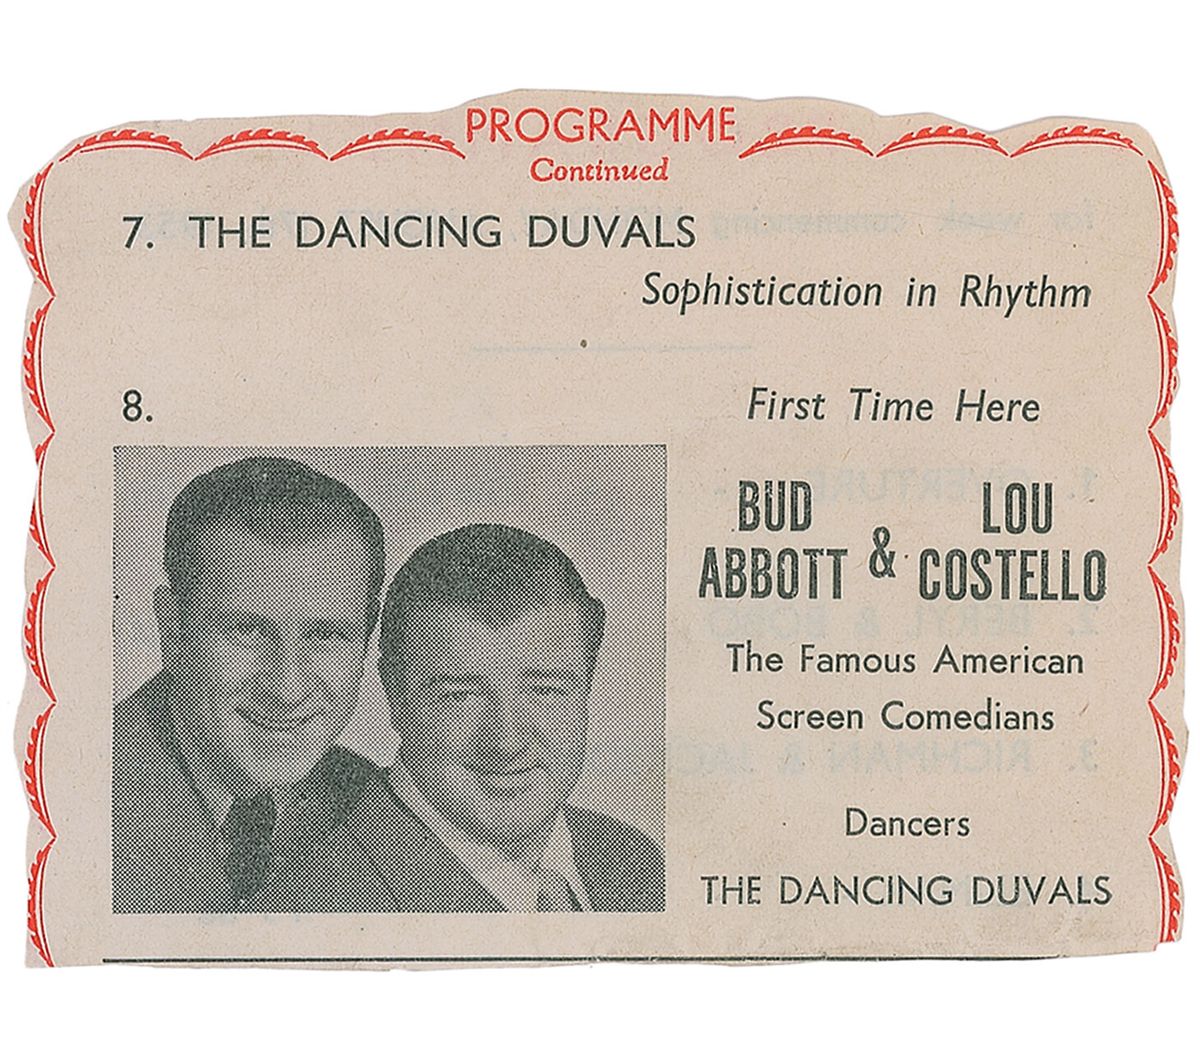 PROGRAMME
Continued
7. THE DANCING DUVALS
Sophistication in Rhythm
8.
First Time Here
BUD ABBOTT & LOU COSTELLO
The Famous American
Screen Comedians
Dancers
THE DANCING DUVALS